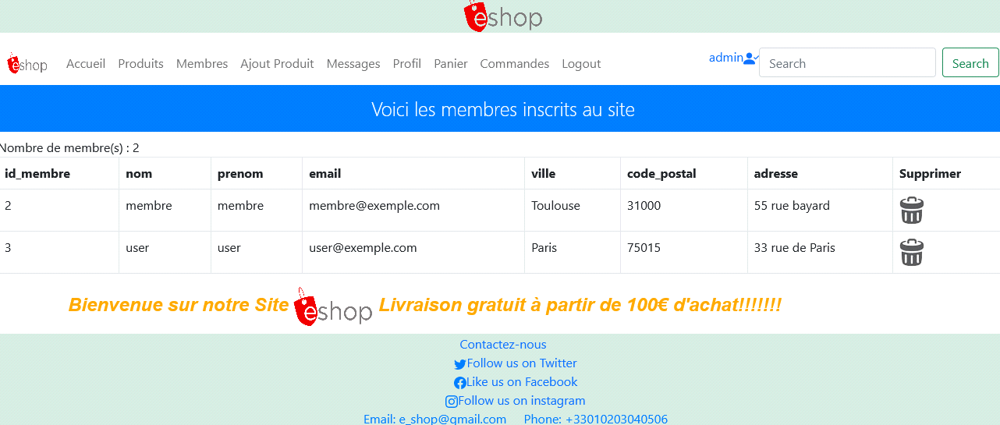 eshop
eshop Accueil Produits Membres Ajout Produit Messages Profil Panier Commandes Logout admin Search Search
Voici les membres inscrits au site
Nombre de membre(s) : 2
id_membre nom prenom email ville code_postal adresse Supprimer
2 membre membre membre@exemple.com Toulouse 31000 55 rue bayard
3 user user user@exemple.com Paris 75015 33 rue de Paris
Bienvenue sur notre Site eshop Livraison gratuit à partir de 100€ d'achat!!!!!!!
Contactez-nous
Follow us on Twitter
Like us on Facebook
Follow us on instagram
Email: e_shop@gmail.com Phone: +33010203040506